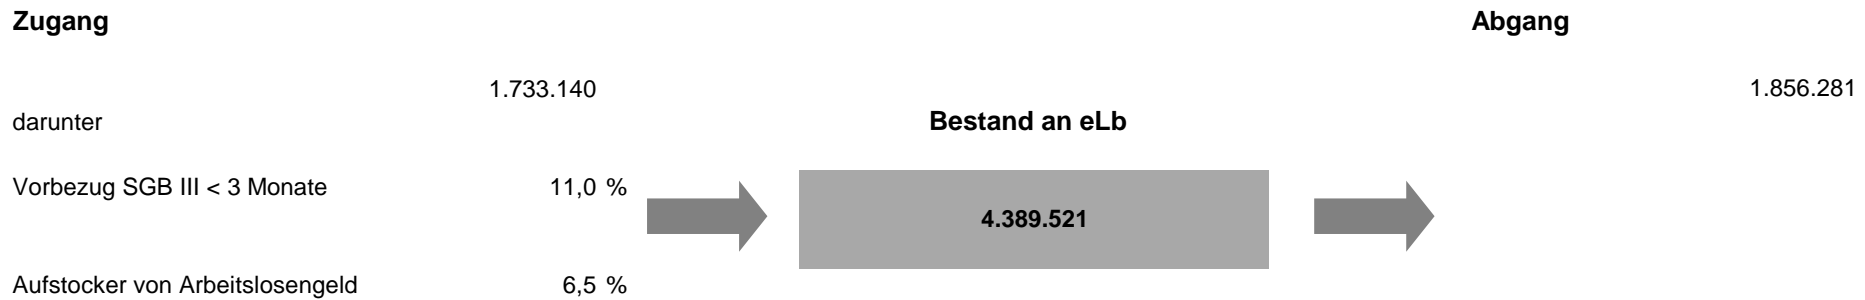 Zugang
Abgang
1.733.140
1.856.281
darunter
Bestand an eLb
Vorbezug SGB III < 3 Monate 11,0 %
4.389.521
Aufstocker von Arbeitslosengeld 6,5 %